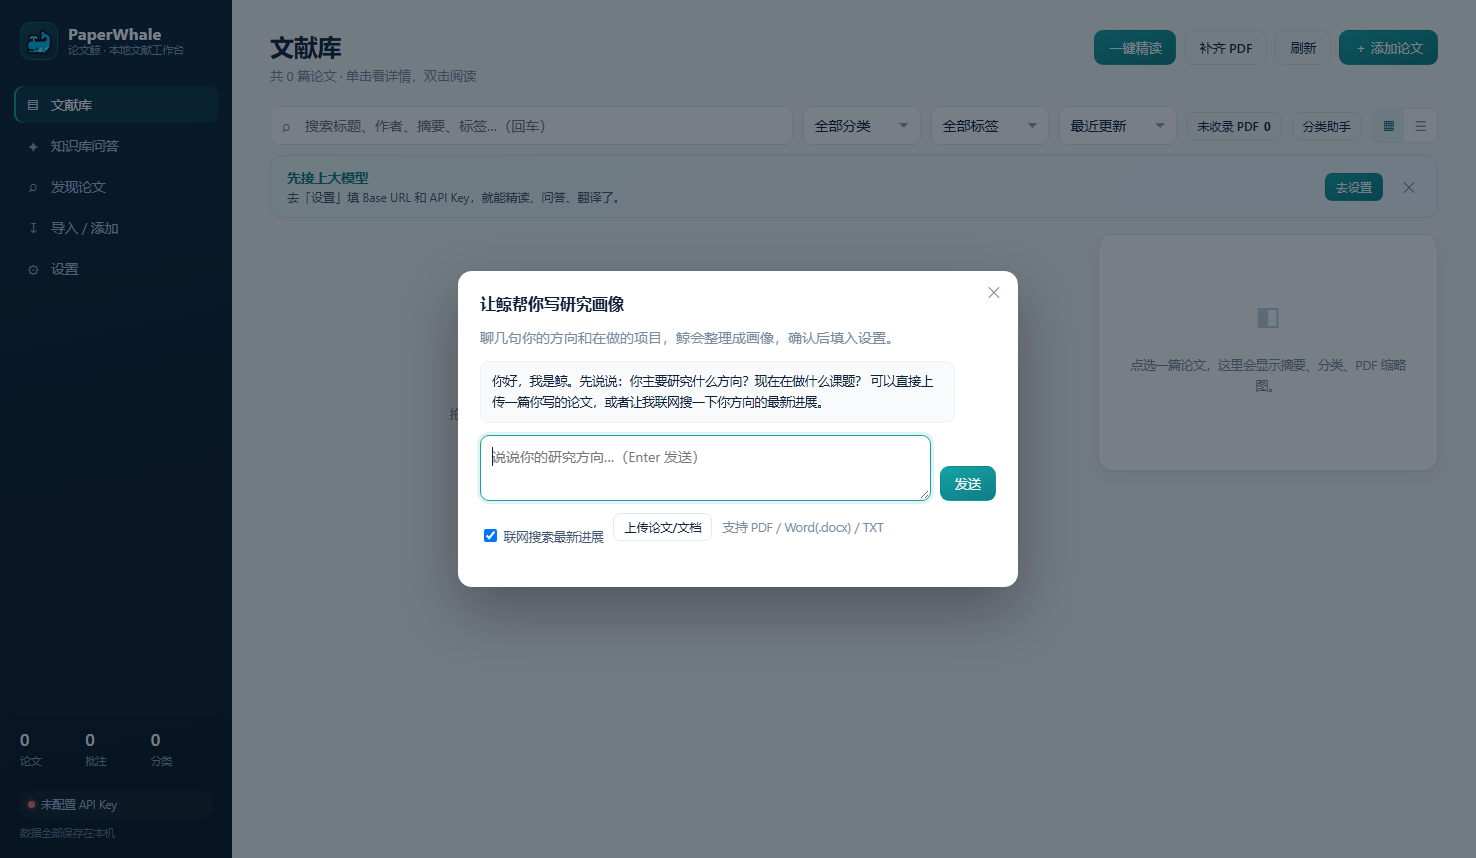 PaperWhale
论文鲸 · 本地文献工作台
文献库
知识库问答
发现论文
导入 / 添加
设置
0 0 0
论文 批注 分类
未配置 API Key
数据全部保存在本机
文献库
共 0 篇论文 · 单击看详情，双击阅读
一键精读 补齐 PDF 刷新 + 添加论文
搜索标题、作者、摘要、标签...（回车） 全部分类 全部标签 最近更新 未收录 PDF 0 分类助手
先接上大模型
去「设置」填 Base URL 和 API Key，就能精读、问答、翻译了。
去设置
点选一篇论文，这里会显示摘要、分类、PDF 缩略
图。
让鲸帮你写研究画像
聊几句你的方向和在做的项目，鲸会整理成画像，确认后填入设置。
你好，我是鲸。先说说：你主要研究什么方向？现在在做什么课题？ 可以直接上
传一篇你写的论文，或者让我联网搜一下你方向的最新进展。
说说你的研究方向...（Enter 发送）
发送
联网搜索最新进展 上传论文/文档 支持 PDF / Word(.docx) / TXT